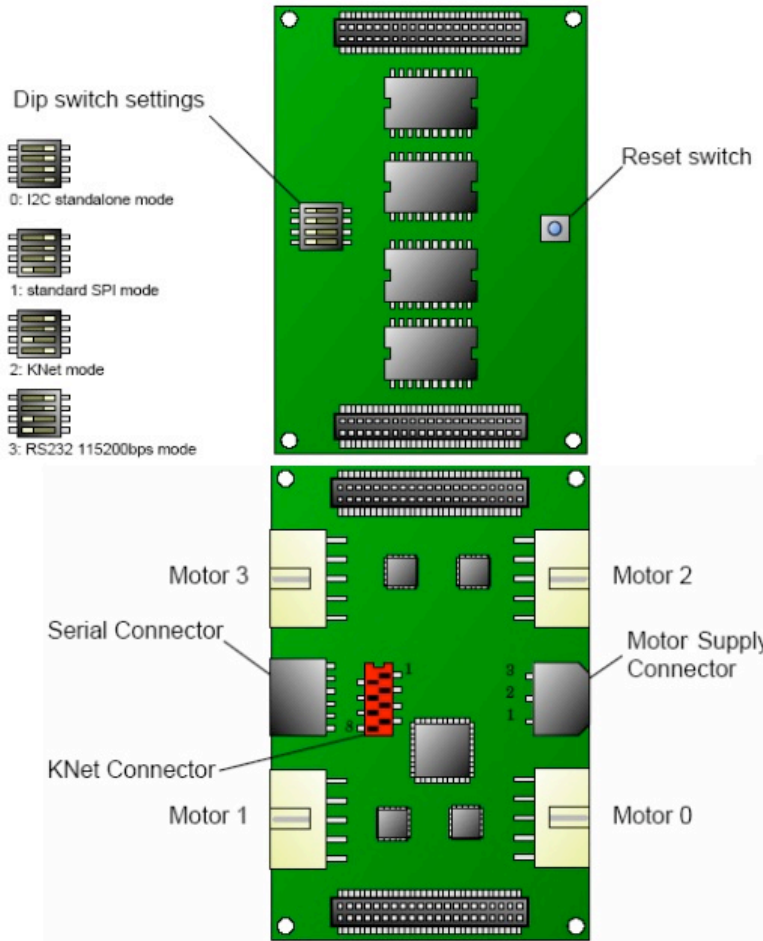 Dip switch settings
0: I2C standalone mode
1: standard SPI mode
2: KNet mode
3: RS232 115200bps mode
Reset switch
Motor 3
Motor 2
Serial Connector
Motor Supply
Connector
1
8
3
2
1
KNet Connector
Motor 1
Motor 0